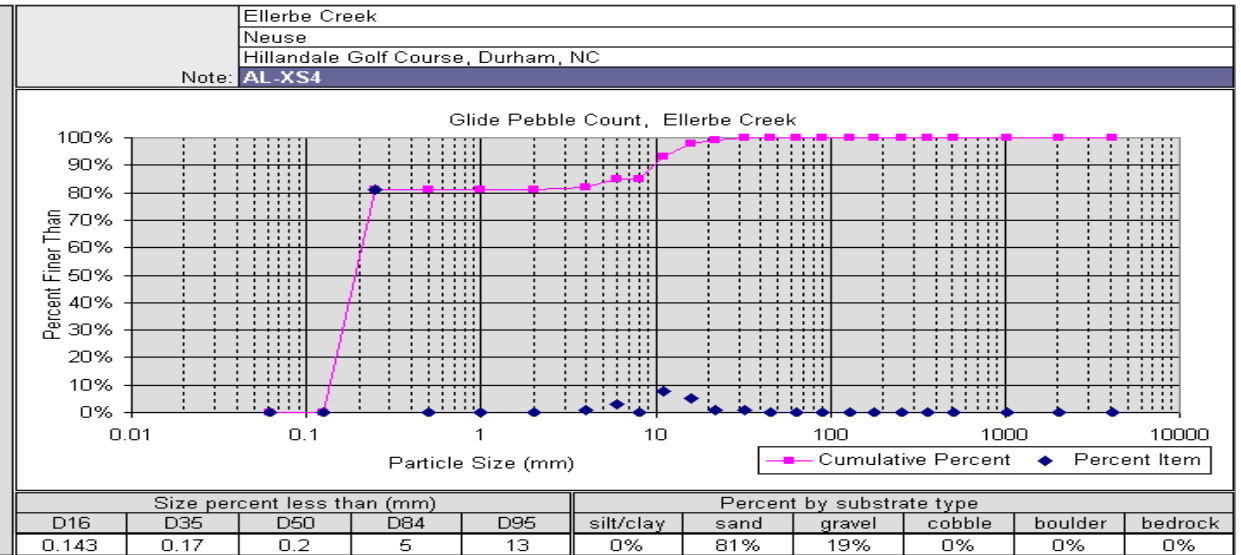 Ellerbe Creek
Neuse
Hillandale Golf Course, Durham, NC
Note: AL-XS4
Glide Pebble Count, Ellerbe Creek
Percent Finer Than
100%
90%
80%
70%
60%
50%
40%
30%
20%
10%
0%
0.01 0.1 1 10 100 1000 10000
Particle Size (mm)
Cumulative Percent Percent Item
Size percent less than (mm) Percent by substrate type
D16 D35 D50 D84 D95 silt/clay sand gravel cobble boulder bedrock
0.143 0.17 0.2 5 13 0% 81% 19% 0% 0% 0%